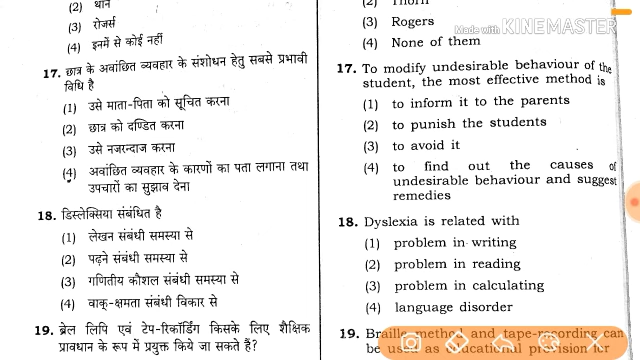 (2) थार्न
(3) रोजर्स
(4) इनमें से कोई नहीं
17. छात्र के अवांछित व्यवहार के संशोधन हेतु सबसे प्रभावी
विधि है
(1) उसे माता-पिता को सूचित करना
(2) छात्र को दण्डित करना
(3) उसे नजरन्दाज करना
(4) अवांछित व्यवहार के कारणों का पता लगाना तथा
उपचारों का सुझाव देना
18. डिस्लेक्सिया संबंधित है
(1) लेखन संबंधी समस्या से
(2) पढ़ने संबंधी समस्या से
(3) गणितीय कौशल संबंधी समस्या से
(4) वाक्-क्षमता संबंधी विकार से
19. ब्रेल लिपि एवं टेप-रिकॉर्डिंग किसके लिए शैक्षिक
प्रावधान के रूप में प्रयुक्त किये जा सकते हैं?
(2) Thorn
(3) Rogers
(4) None of them
17. To modify undesirable behaviour of the
student, the most effective method is
(1) to inform it to the parents
(2) to punish the students
(3) to avoid it
(4) to find out the causes of
undesirable behaviour and suggest
remedies
18. Dyslexia is related with
(1) problem in writing
(2) problem in reading
(3) problem in calculating
(4) language disorder
19. Braille method and tape-recording can
be used as educational provision for
Made with KINEMASTER